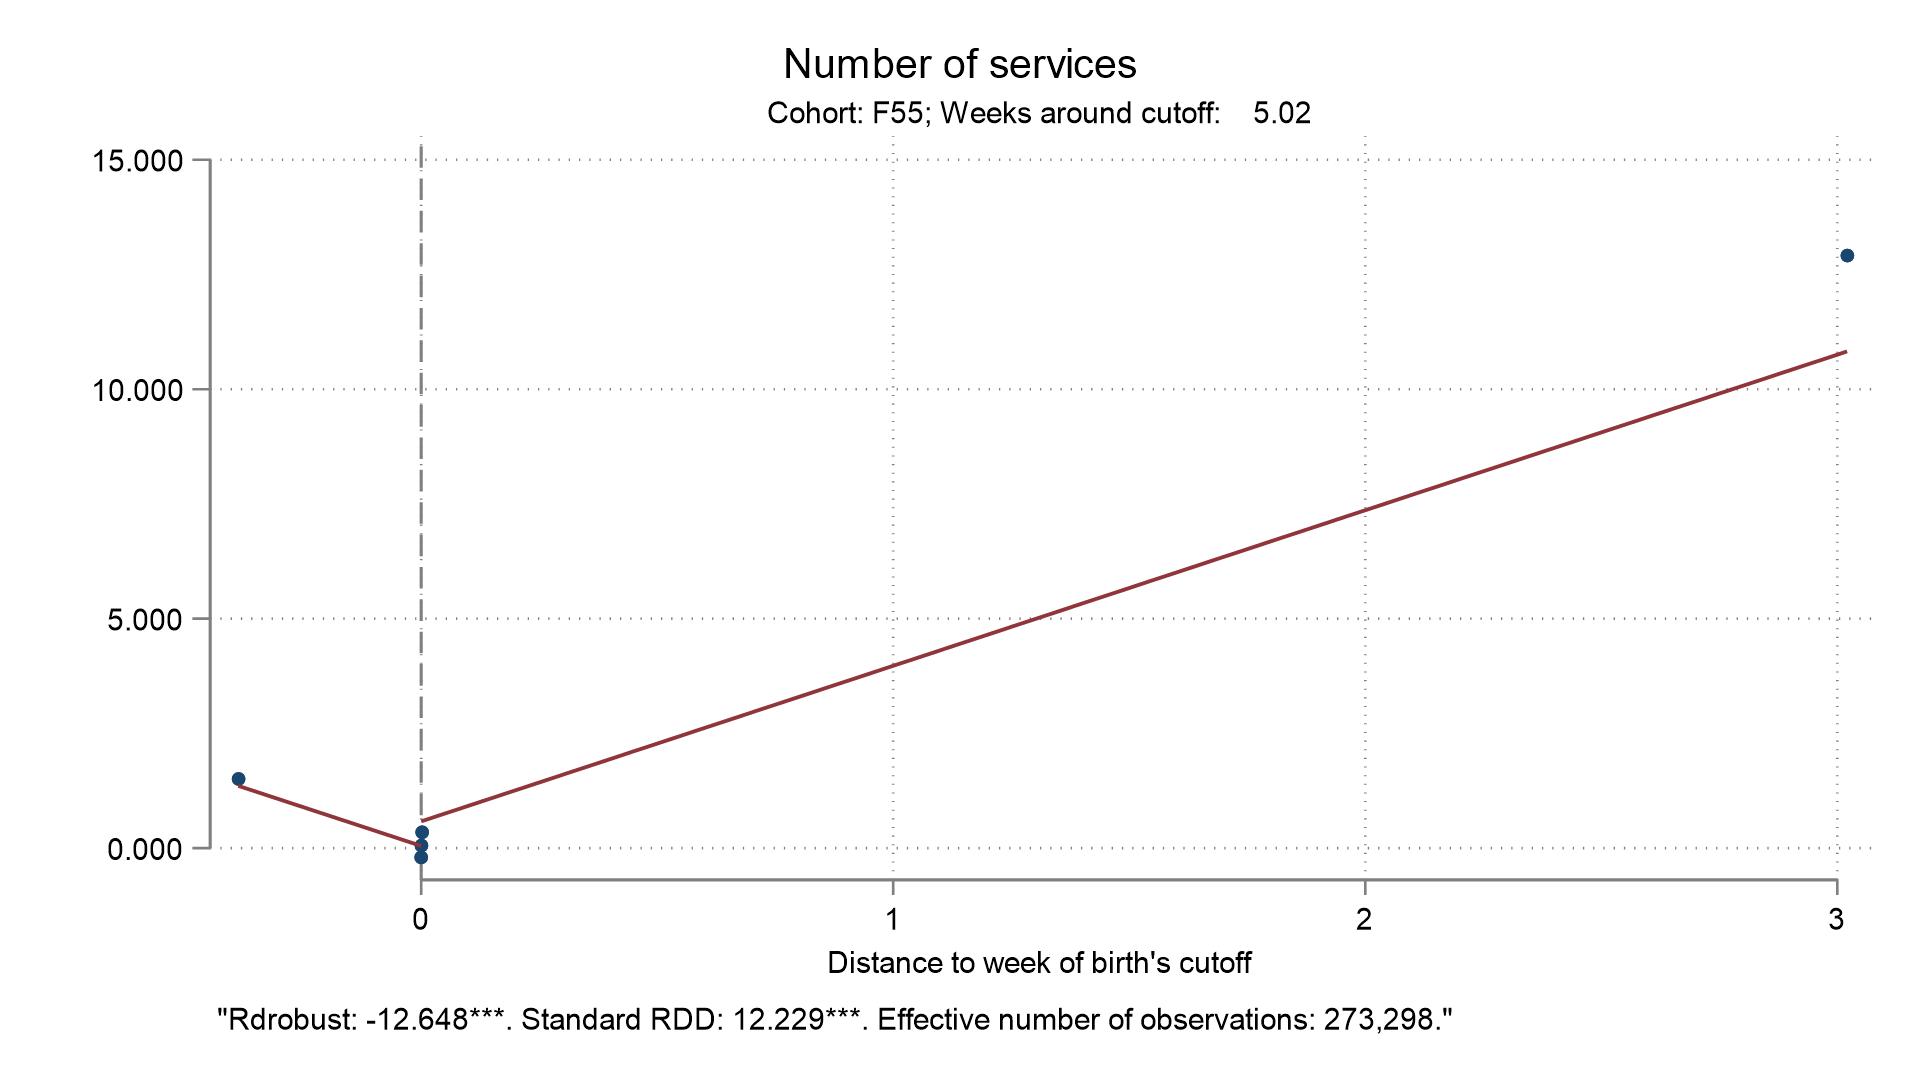 Number of services
Cohort: F55; Weeks around cutoff: 5.02
15.000
10.000
5.000
0.000
0 1 2 3
Distance to week of birth's cutoff
"Rdrobust: -12.648***. Standard RDD: 12.229***. Effective number of observations: 273,298."